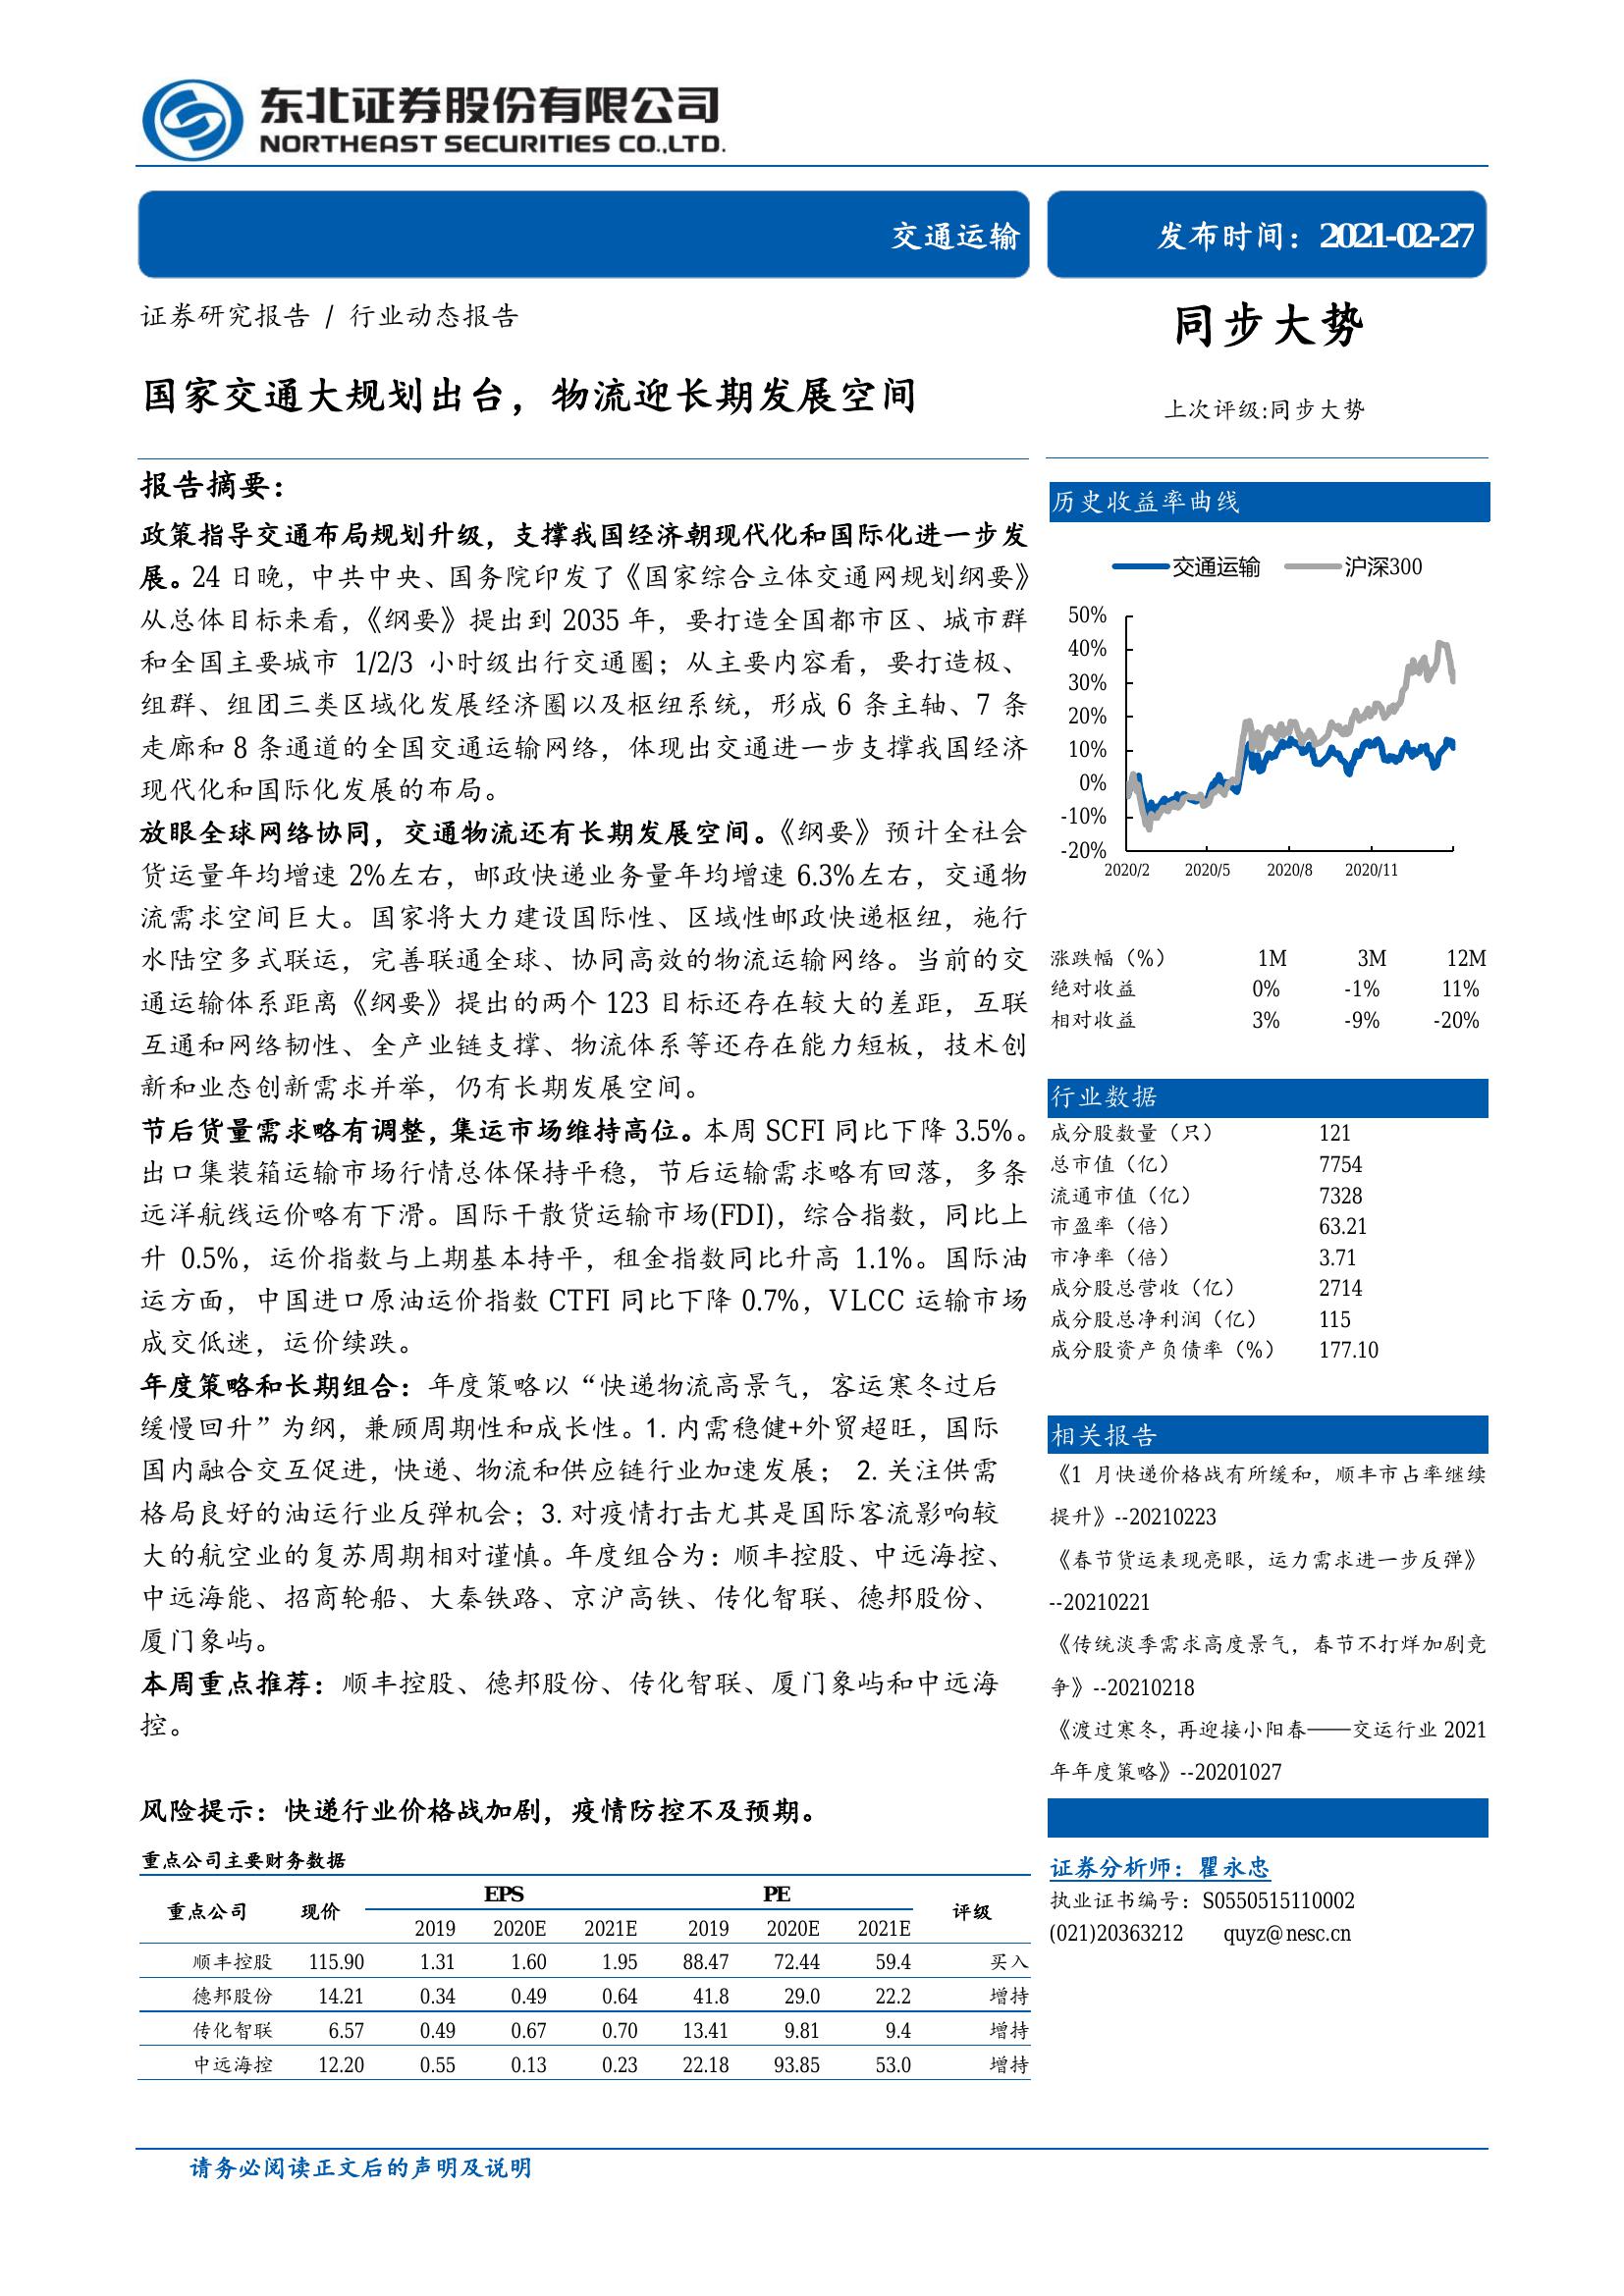 东北证券股份有限公司
NORTHEAST SECURITIES CO.,LTD.
交通运输
发布时间：2021-02-27
证券研究报告 / 行业动态报告
国家交通大规划出台，物流迎长期发展空间
报告摘要：
政策指导交通布局规划升级，支撑我国经济朝现代化和国际化进一步发
展。24 日晚，中共中央、国务院印发了《国家综合立体交通网规划纲要》
从总体目标来看，《纲要》提出到 2035 年，要打造全国都市区、城市群
和全国主要城市 1/2/3 小时级出行交通圈；从主要内容看，要打造极、
组群、组团三类区域化发展经济圈以及枢纽系统，形成 6 条主轴、7 条
走廊和 8 条通道的全国交通运输网络，体现出交通进一步支撑我国经济
现代化和国际化发展的布局。
放眼全球网络协同，交通物流还有长期发展空间。《纲要》预计全社会
货运量年均增速 2%左右，邮政快递业务量年均增速 6.3%左右，交通物
流需求空间巨大。国家将大力建设国际性、区域性邮政快递枢纽，施行
水陆空多式联运，完善联通全球、协同高效的物流运输网络。当前的交
通运输体系距离《纲要》提出的两个 123 目标还存在较大的差距，互联
互通和网络韧性、全产业链支撑、物流体系等还存在能力短板，技术创
新和业态创新需求并举，仍有长期发展空间。
节后货量需求略有调整，集运市场维持高位。本周 SCFI 同比下降 3.5%。
出口集装箱运输市场行情总体保持平稳，节后运输需求略有回落，多条
远洋航线运价略有下滑。国际干散货运输市场(FDI)，综合指数，同比上
升 0.5%，运价指数与上期基本持平，租金指数同比升高 1.1%。国际油
运方面，中国进口原油运价指数 CTFI 同比下降 0.7%，VLCC 运输市场
成交低迷，运价续跌。
年度策略和长期组合：年度策略以“快递物流高景气，客运寒冬过后
缓慢回升”为纲，兼顾周期性和成长性。1. 内需稳健+外贸超旺，国际
国内融合交互促进，快递、物流和供应链行业加速发展； 2. 关注供需
格局良好的油运行业反弹机会；3. 对疫情打击尤其是国际客流影响较
大的航空业的复苏周期相对谨慎。年度组合为：顺丰控股、中远海控、
中远海能、招商轮船、大秦铁路、京沪高铁、传化智联、德邦股份、
厦门象屿。
本周重点推荐：顺丰控股、德邦股份、传化智联、厦门象屿和中远海
控。
风险提示：快递行业价格战加剧，疫情防控不及预期。
重点公司主要财务数据
重点公司 现价 EPS PE 评级
2019 2020E 2021E 2019 2020E 2021E
顺丰控股 115.90 1.31 1.60 1.95 88.47 72.44 59.4 买入
德邦股份 14.21 0.34 0.49 0.64 41.8 29.0 22.2 增持
传化智联 6.57 0.49 0.67 0.70 13.41 9.81 9.4 增持
中远海控 12.20 0.55 0.13 0.23 22.18 93.85 53.0 增持
同步大势
上次评级:同步大势
历史收益率曲线
交通运输 沪深300
50%
40%
30%
20%
10%
0%
-10%
-20%
2020/2 2020/5 2020/8 2020/11
涨跌幅（%） 1M 3M 12M
绝对收益 0% -1% 11%
相对收益 3% -9% -20%
行业数据
成分股数量（只） 121
总市值（亿） 7754
流通市值（亿） 7328
市盈率（倍） 63.21
市净率（倍） 3.71
成分股总营收（亿） 2714
成分股总净利润（亿） 115
成分股资产负债率（%） 177.10
相关报告
《1 月快递价格战有所缓和，顺丰市占率继续
提升》--20210223
《春节货运表现亮眼，运力需求进一步反弹》
--20210221
《传统淡季需求高度景气，春节不打烊加剧竞
争》--20210218
《渡过寒冬，再迎接小阳春——交运行业 2021
年年度策略》--20201027
证券分析师：瞿永忠
执业证书编号：S0550515110002
(021)20363212 quyz@nesc.cn
请务必阅读正文后的声明及说明